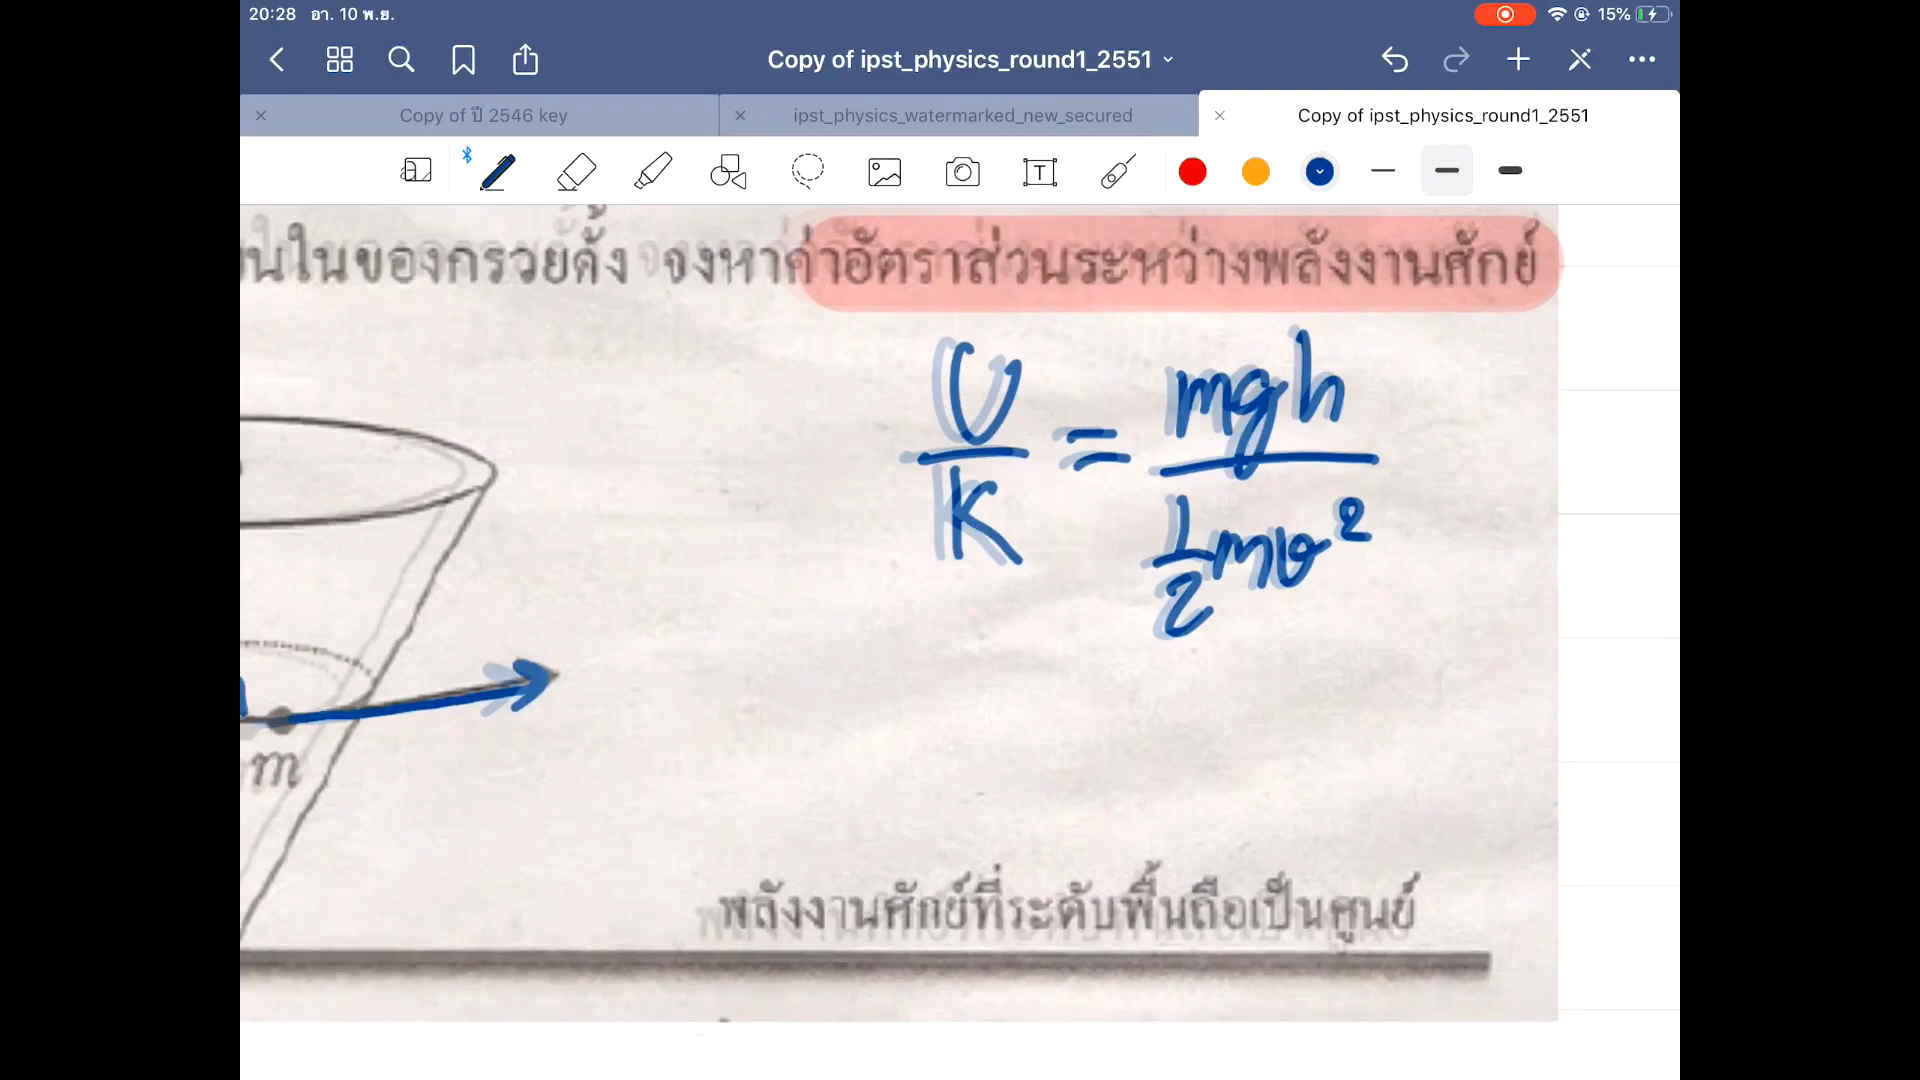 20:28 อา. 10 พ.ย. 15%
Copy of ipst_physics_round1_2551
Copy of ปี 2546 key ipst_physics_watermarked_new_secured Copy of ipst_physics_round1_2551
ในของกรวยดิ่ง จงหาค่าอัตราส่วนระหว่างพลังงานศักย์
U/K = mgh / ½mv²
m
พลังงานศักย์ที่ระดับพื้นถือเป็นศูนย์